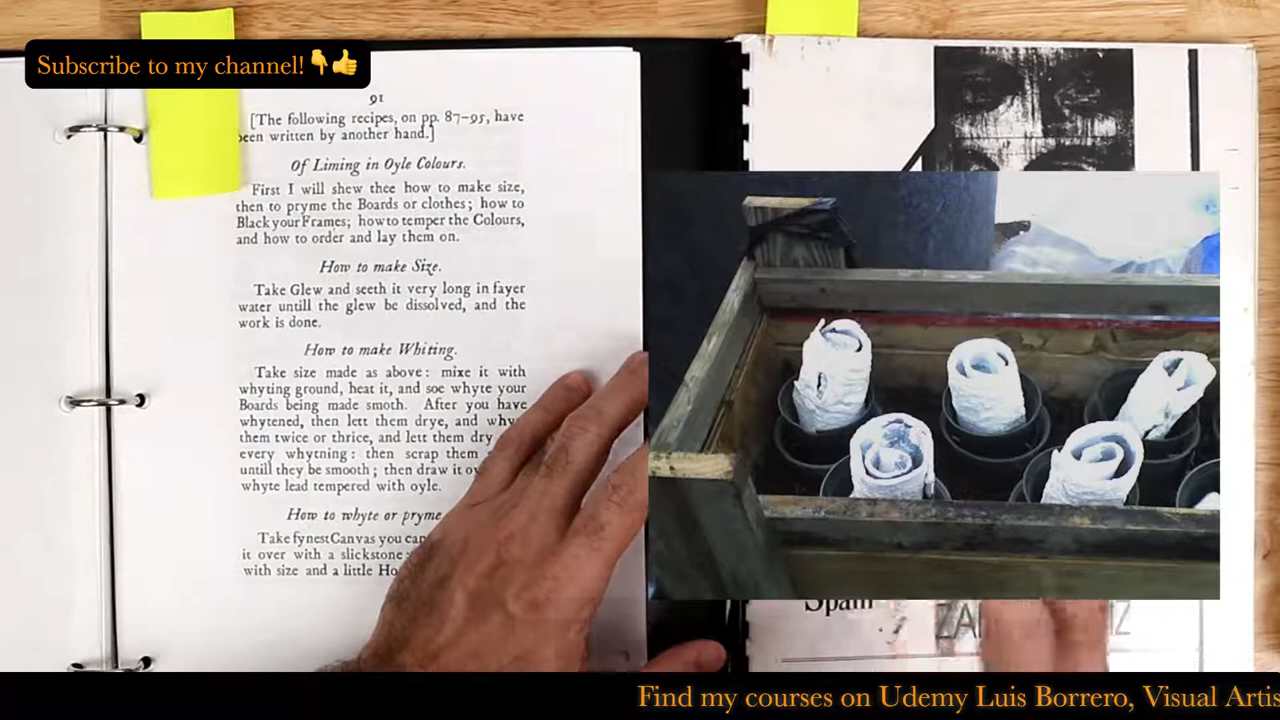 Subscribe to my channel!👇👍
91
[The following recipes, on pp. 87–95, have
been written by another hand.]
Of Liming in Oyle Colours.
First I will shew thee how to make size,
then to pryme the Boards or clothes; how to
Black your Frames; how to temper the Colours,
and how to order and lay them on.
How to make Size.
Take Glew and seeth it very long in fayer
water untill the glew be dissolved, and the
work is done.
How to make Whiting.
Take size made as above: mixe it with
whyting ground, heat it, and soe whyte your
Boards being made smoth. After you have
whytened, then lett them drye, and
them twice or thrice, and lett them dry
every whytning: then scrap them
untill they be smooth; then draw it
whyte lead tempered with oyle.
How to whyte or pryme
Take fynest Canvas you can
it over with a slickstone
with size and a little
Spain
Find my courses on Udemy Luis Borrero, Visual Artis